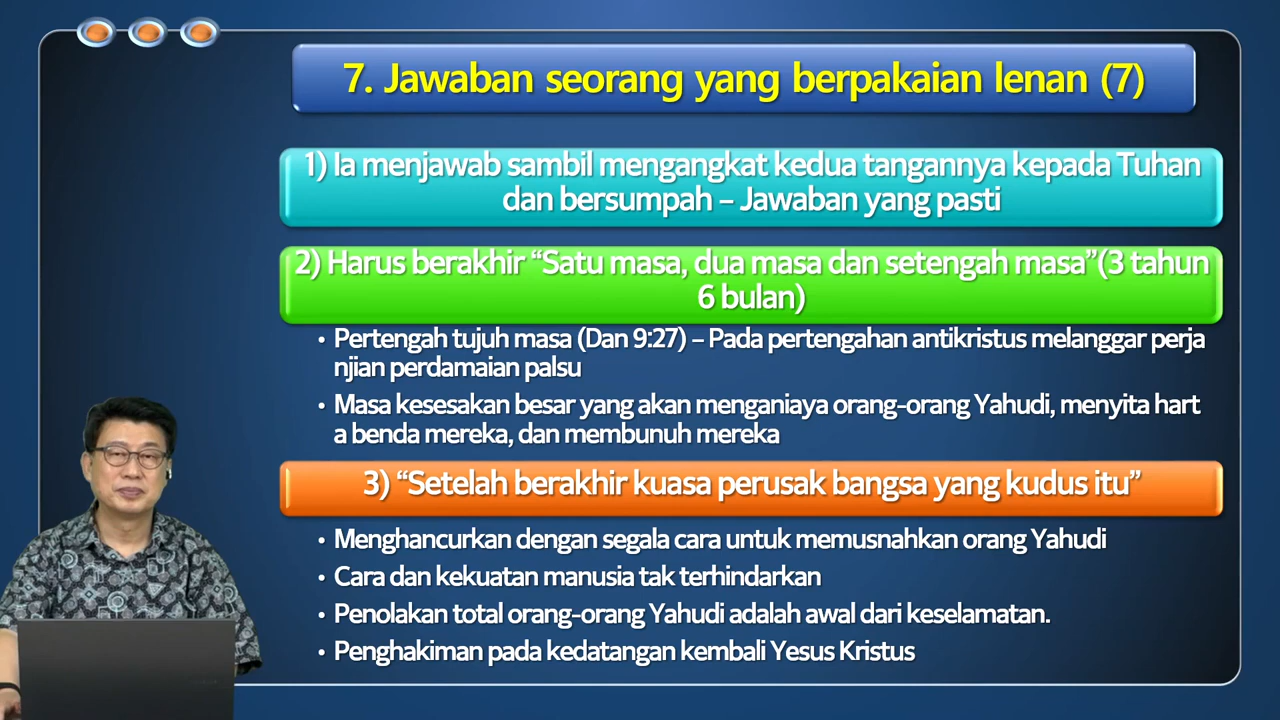 7. Jawaban seorang yang berpakaian lenan (7)
1) Ia menjawab sambil mengangkat kedua tangannya kepada Tuhan
dan bersumpah – Jawaban yang pasti
2) Harus berakhir “Satu masa, dua masa dan setengah masa”(3 tahun
6 bulan)
• Pertengah tujuh masa (Dan 9:27) – Pada pertengahan antikristus melanggar perja
njian perdamaian palsu
• Masa kesesakan besar yang akan menganiaya orang-orang Yahudi, menyita hart
a benda mereka, dan membunuh mereka
3) “Setelah berakhir kuasa perusak bangsa yang kudus itu”
• Menghancurkan dengan segala cara untuk memusnahkan orang Yahudi
• Cara dan kekuatan manusia tak terhindarkan
• Penolakan total orang-orang Yahudi adalah awal dari keselamatan.
• Penghakiman pada kedatangan kembali Yesus Kristus